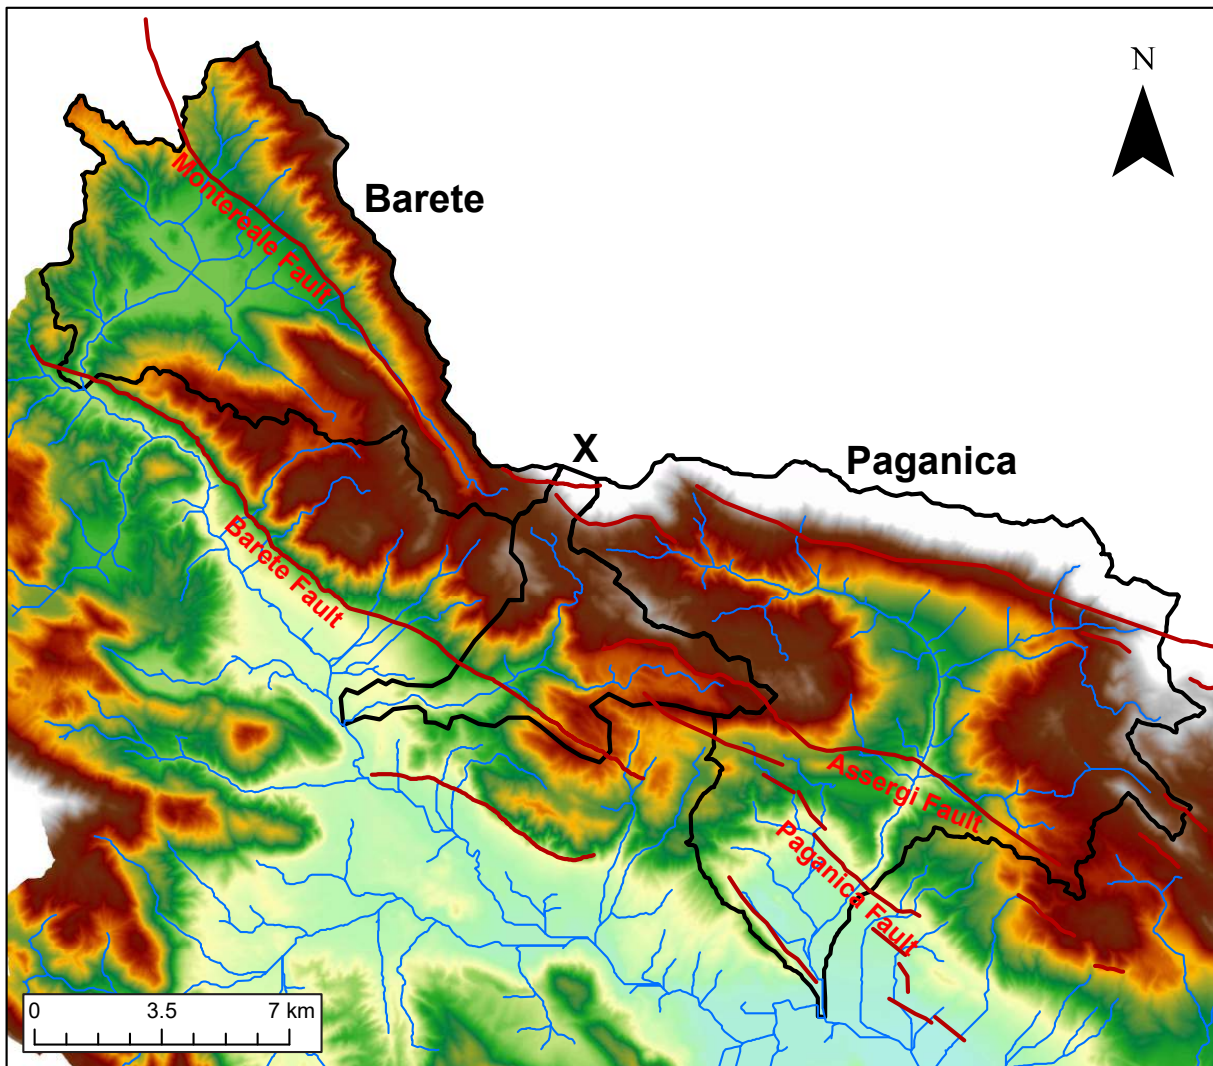 N
Barete
Montereale Fault
X
Paganica
Barete Fault
Assergi Fault
Paganica Fault
0 3.5 7 km